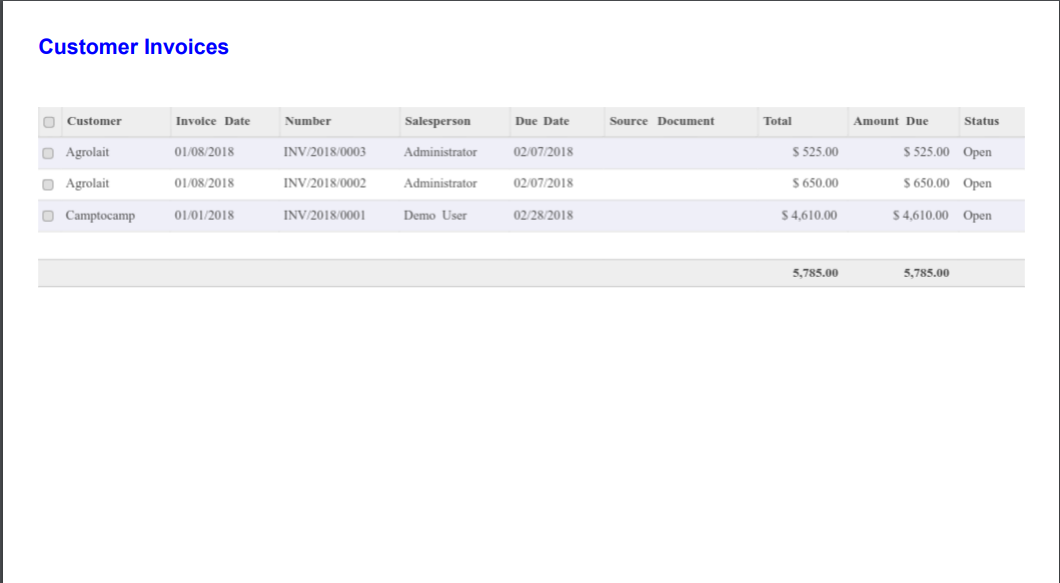 Customer Invoices
Customer Invoice Date Number Salesperson Due Date Source Document Total Amount Due Status
Agrolait 01/08/2018 INV/2018/0003 Administrator 02/07/2018 $ 525.00 $ 525.00 Open
Agrolait 01/08/2018 INV/2018/0002 Administrator 02/07/2018 $ 650.00 $ 650.00 Open
Camptocamp 01/01/2018 INV/2018/0001 Demo User 02/28/2018 $ 4,610.00 $ 4,610.00 Open
5,785.00 5,785.00